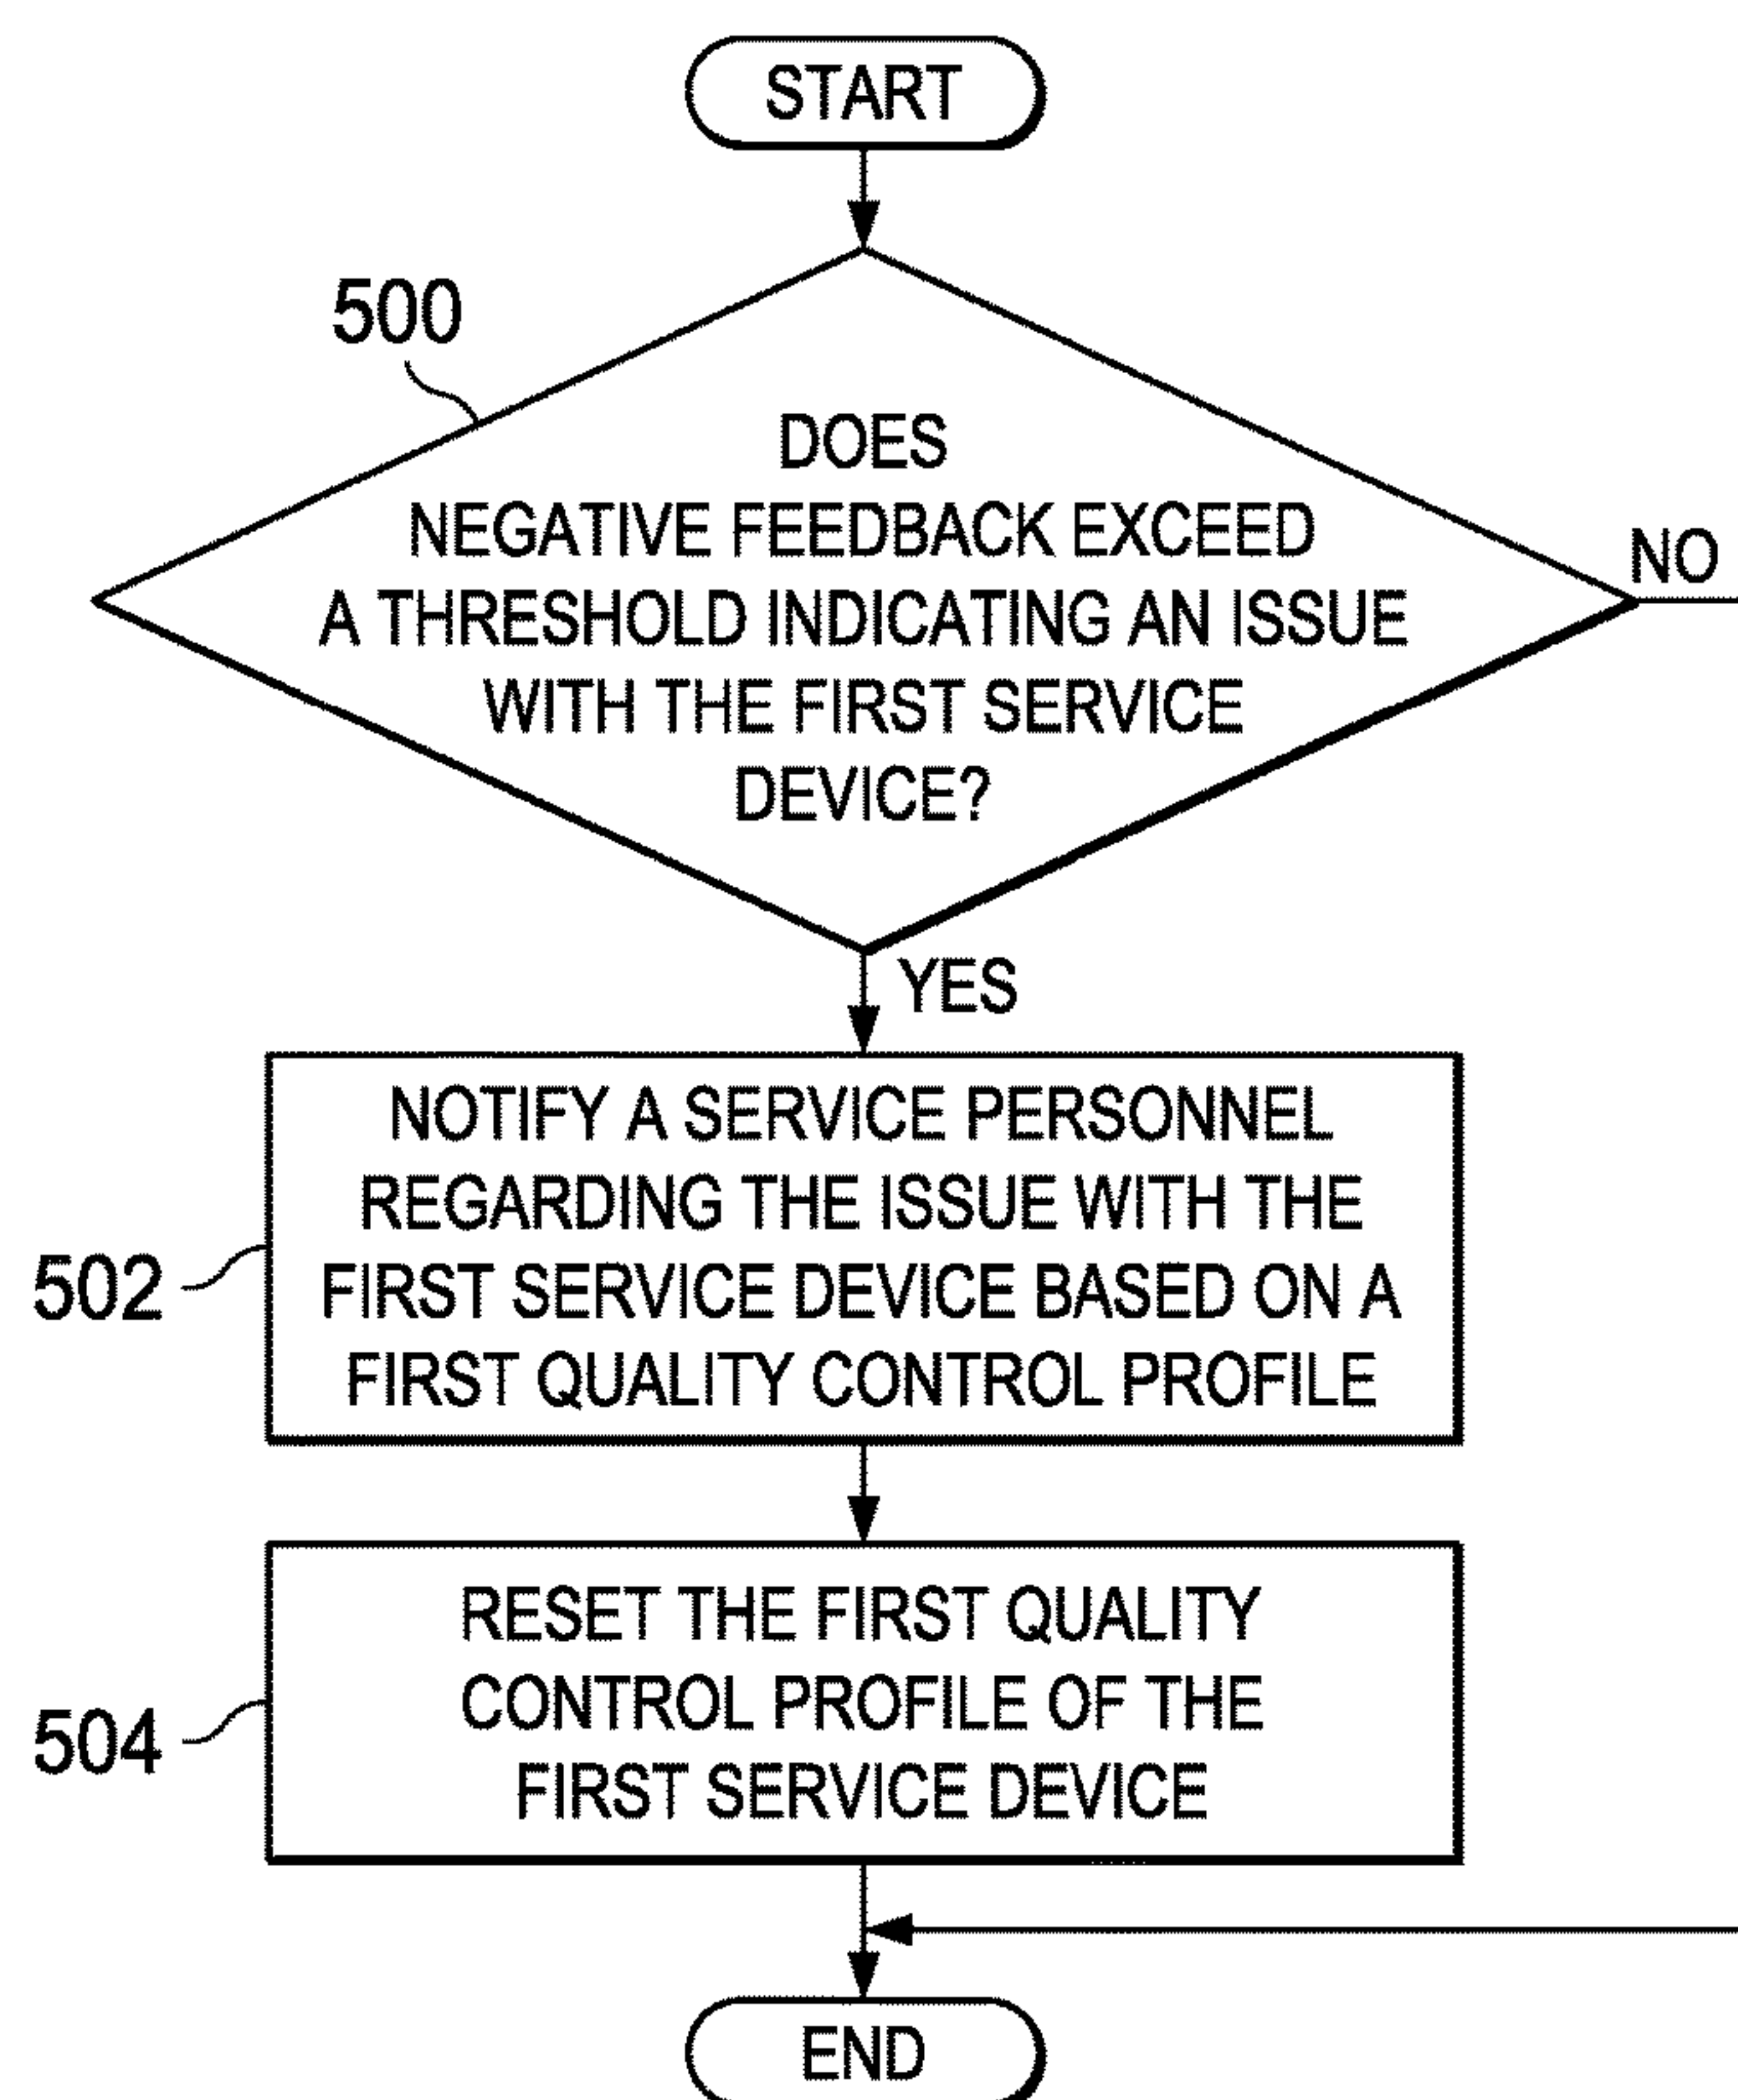 START
500
DOES
NEGATIVE FEEDBACK EXCEED
A THRESHOLD INDICATING AN ISSUE
WITH THE FIRST SERVICE
DEVICE?
NO
YES
NOTIFY A SERVICE PERSONNEL
REGARDING THE ISSUE WITH THE
FIRST SERVICE DEVICE BASED ON A
FIRST QUALITY CONTROL PROFILE
502
RESET THE FIRST QUALITY
CONTROL PROFILE OF THE
FIRST SERVICE DEVICE
504
END